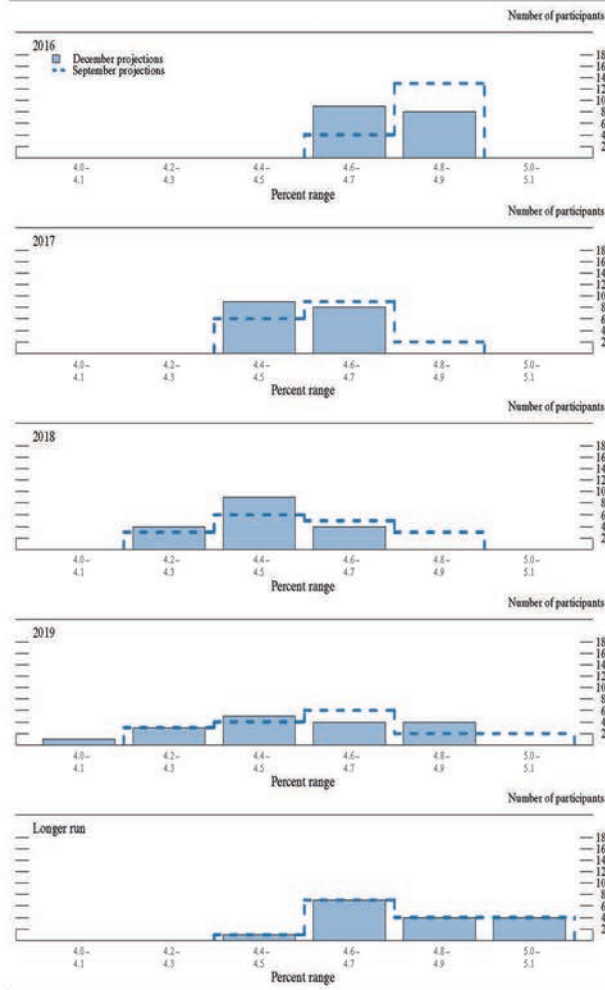 Number of participants
2016
December projections
September projections
18
16
14
12
10
8
6
4
2
4.0– 4.2– 4.4– 4.6– 4.8– 5.0–
4.1 4.3 4.5 4.7 4.9 5.1
Percent range
Number of participants
2017
18
16
14
12
10
8
6
4
2
4.0– 4.2– 4.4– 4.6– 4.8– 5.0–
4.1 4.3 4.5 4.7 4.9 5.1
Percent range
Number of participants
2018
18
16
14
12
10
8
6
4
2
4.0– 4.2– 4.4– 4.6– 4.8– 5.0–
4.1 4.3 4.5 4.7 4.9 5.1
Percent range
Number of participants
2019
18
16
14
12
10
8
6
4
2
4.0– 4.2– 4.4– 4.6– 4.8– 5.0–
4.1 4.3 4.5 4.7 4.9 5.1
Percent range
Number of participants
Longer run
18
16
14
12
10
8
6
4
2
4.0– 4.2– 4.4– 4.6– 4.8– 5.0–
4.1 4.3 4.5 4.7 4.9 5.1
Percent range